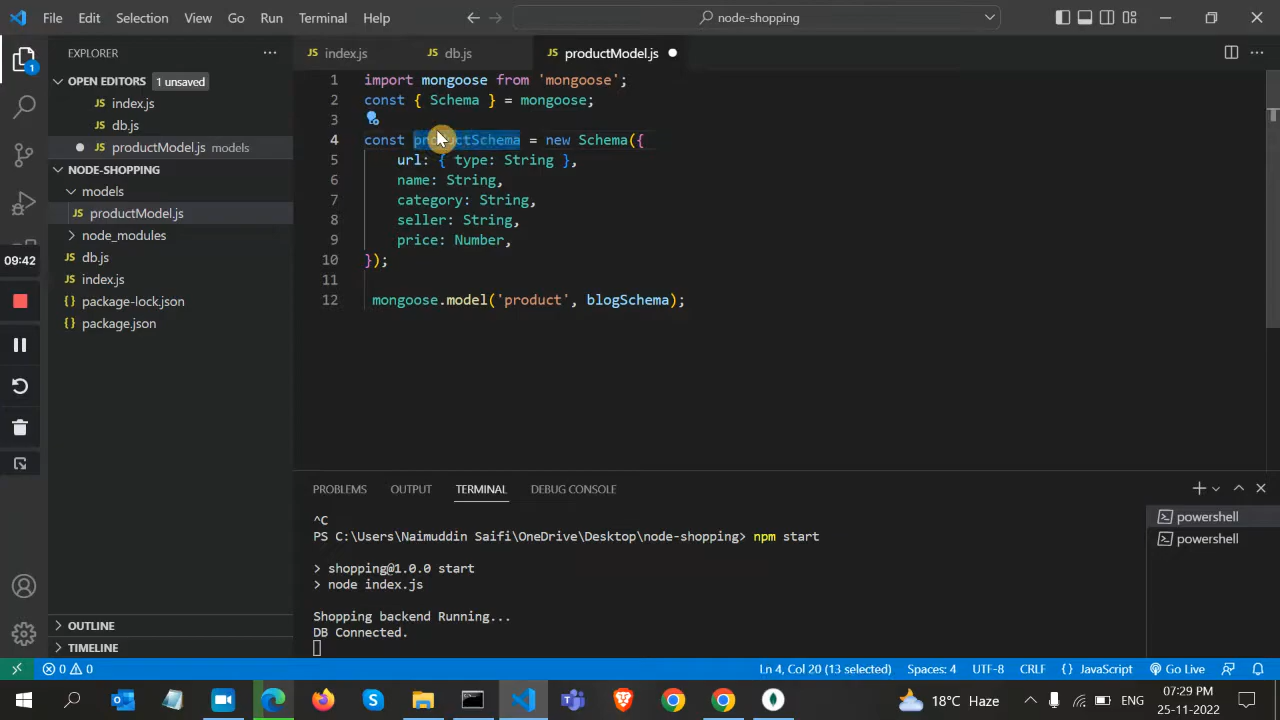 File Edit Selection View Go Run Terminal Help
node-shopping
EXPLORER
index.js
db.js
productModel.js
OPEN EDITORS 1 unsaved
index.js
db.js
productModel.js models
NODE-SHOPPING
models
productModel.js
node_modules
db.js
index.js
package-lock.json
package.json
OUTLINE
TIMELINE
1
09:42
1 import mongoose from 'mongoose';
2 const { Schema } = mongoose;
3
4 const productSchema = new Schema({
5 url: { type: String },
6 name: String,
7 category: String,
8 seller: String,
9 price: Number,
10 });
11
12 mongoose.model('product', blogSchema);
PROBLEMS OUTPUT TERMINAL DEBUG CONSOLE
^C
PS C:\Users\Naimuddin Saifi\OneDrive\Desktop\node-shopping> npm start
> shopping@1.0.0 start
> node index.js
Shopping backend Running...
DB Connected.
powershell
powershell
0 0
Ln 4, Col 20 (13 selected) Spaces: 4 UTF-8 CRLF {} JavaScript Go Live
18°C Haze
ENG
7:29 PM
25-11-2022